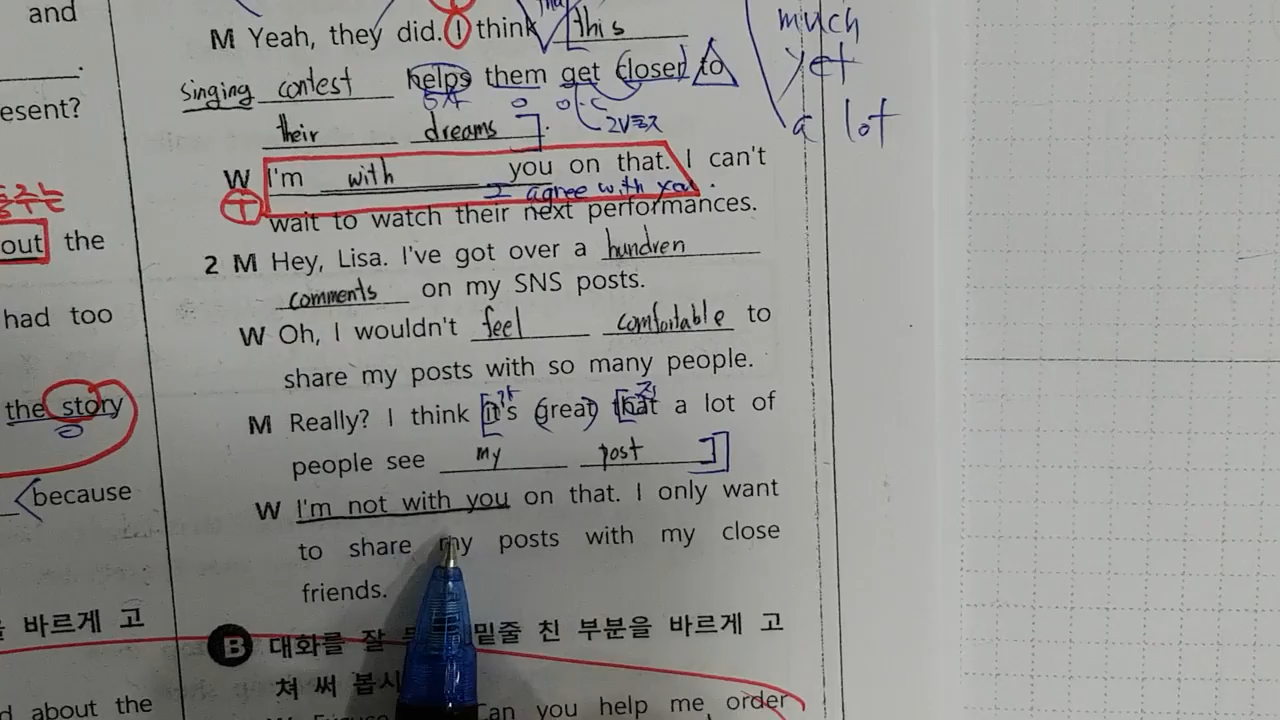 and
M Yeah, they did. I think this
singing contest helps them get closer to
their dreams.
esent?
much
yet
a lot
2V
W I'm with you on that. I can't
I agree with you.
wait to watch their next performances.
out the
2 M Hey, Lisa. I've got over a hundren
comments on my SNS posts.
had too
W Oh, I wouldn't feel comfortable to
share my posts with so many people.
the story
M Really? I think it's great that a lot of
people see my post
because
W I'm not with you on that. I only want
to share my posts with my close
friends.
바르게 고
B 대화를 잘 밑줄 친 부분을 바르게 고
쳐 써 봅시
d about the
Can you help me order